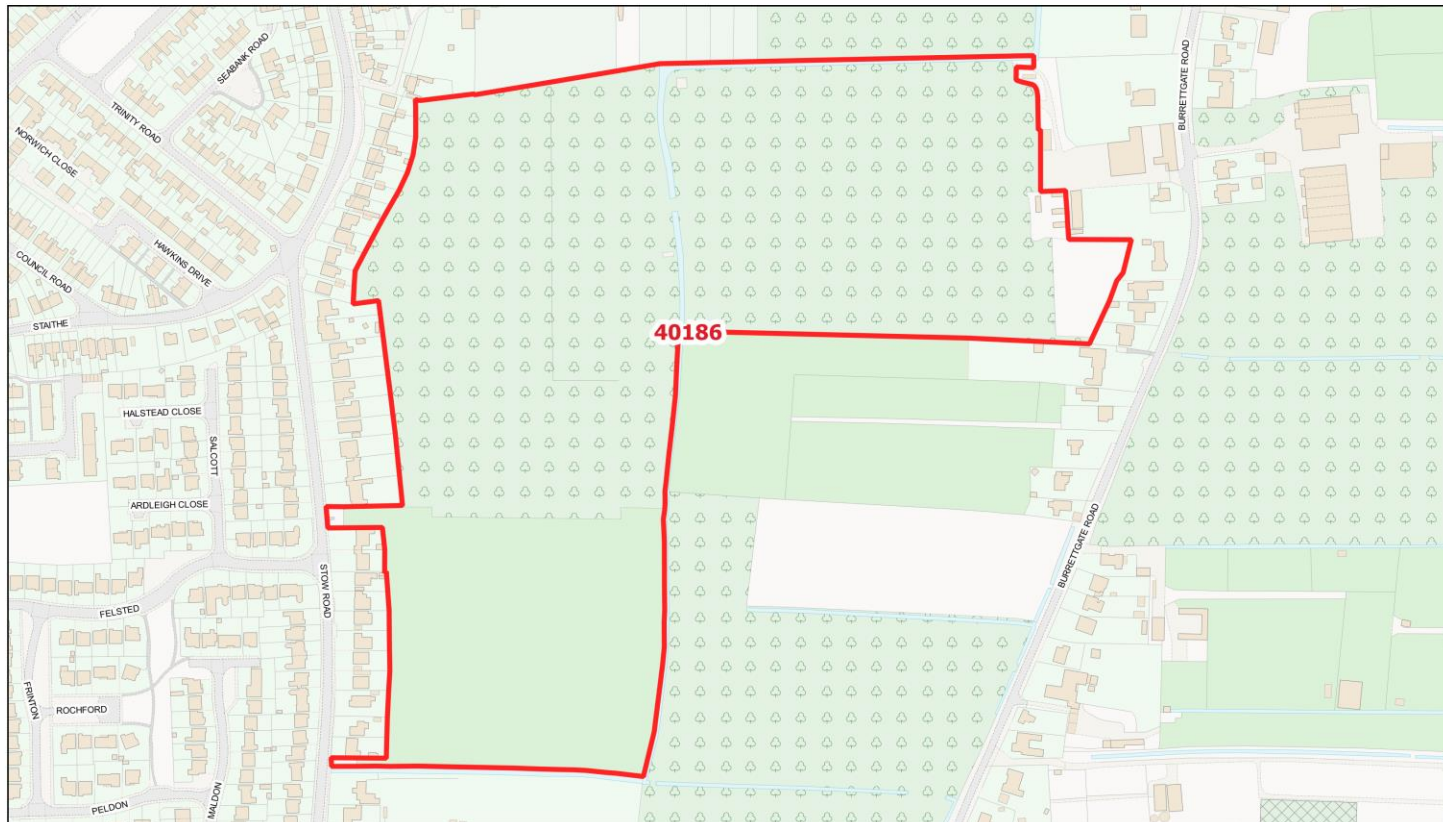 SEABANK ROAD
TRINITY ROAD
NORWICH CLOSE
HAWKINS DRIVE
COUNCIL ROAD
STAITHE
BURRETTGATE ROAD
40186
HALSTEAD CLOSE
SALCOTT
ARDLEIGH CLOSE
STOW ROAD
FELSTED
BURRETTGATE ROAD
FRINTON
ROCHFORD
PELDON
MALDON